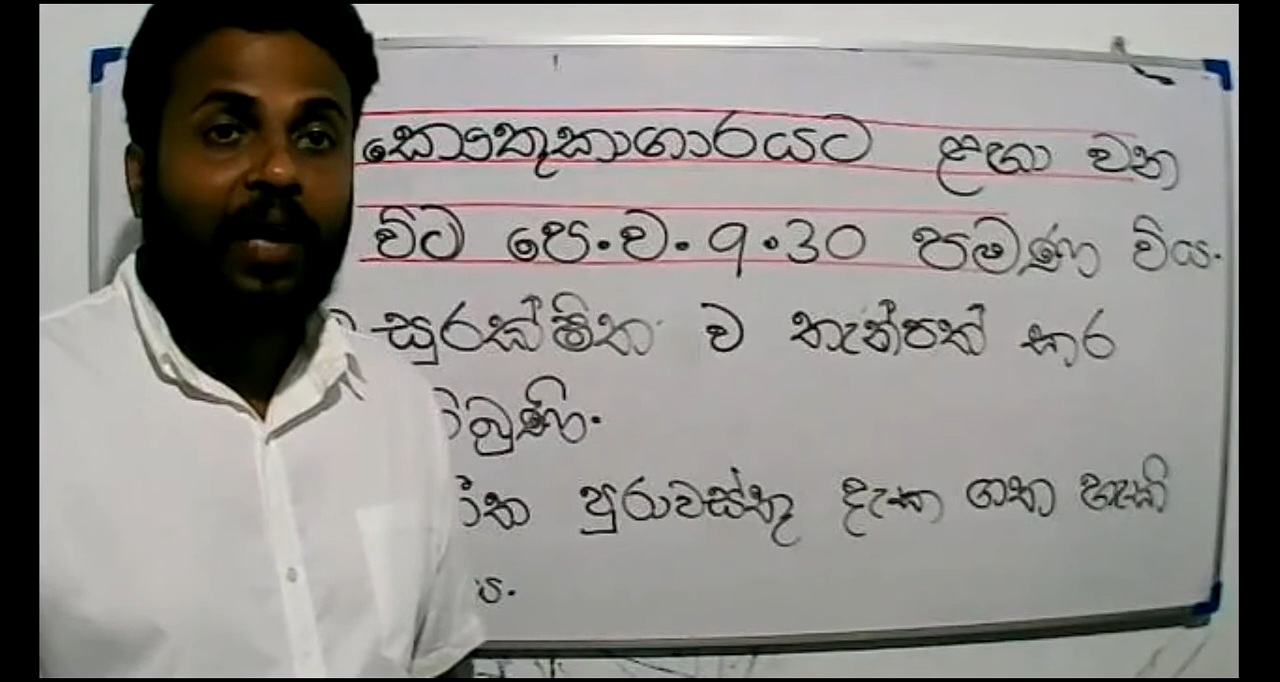 කෞතුකාගාරයට ළඟා වන
විට පෙ.ව. 9.30 පමණ විය.
සුරක්ෂිත ව තැන්පත් කර
පුරාවස්තු දැක ගත හැකි